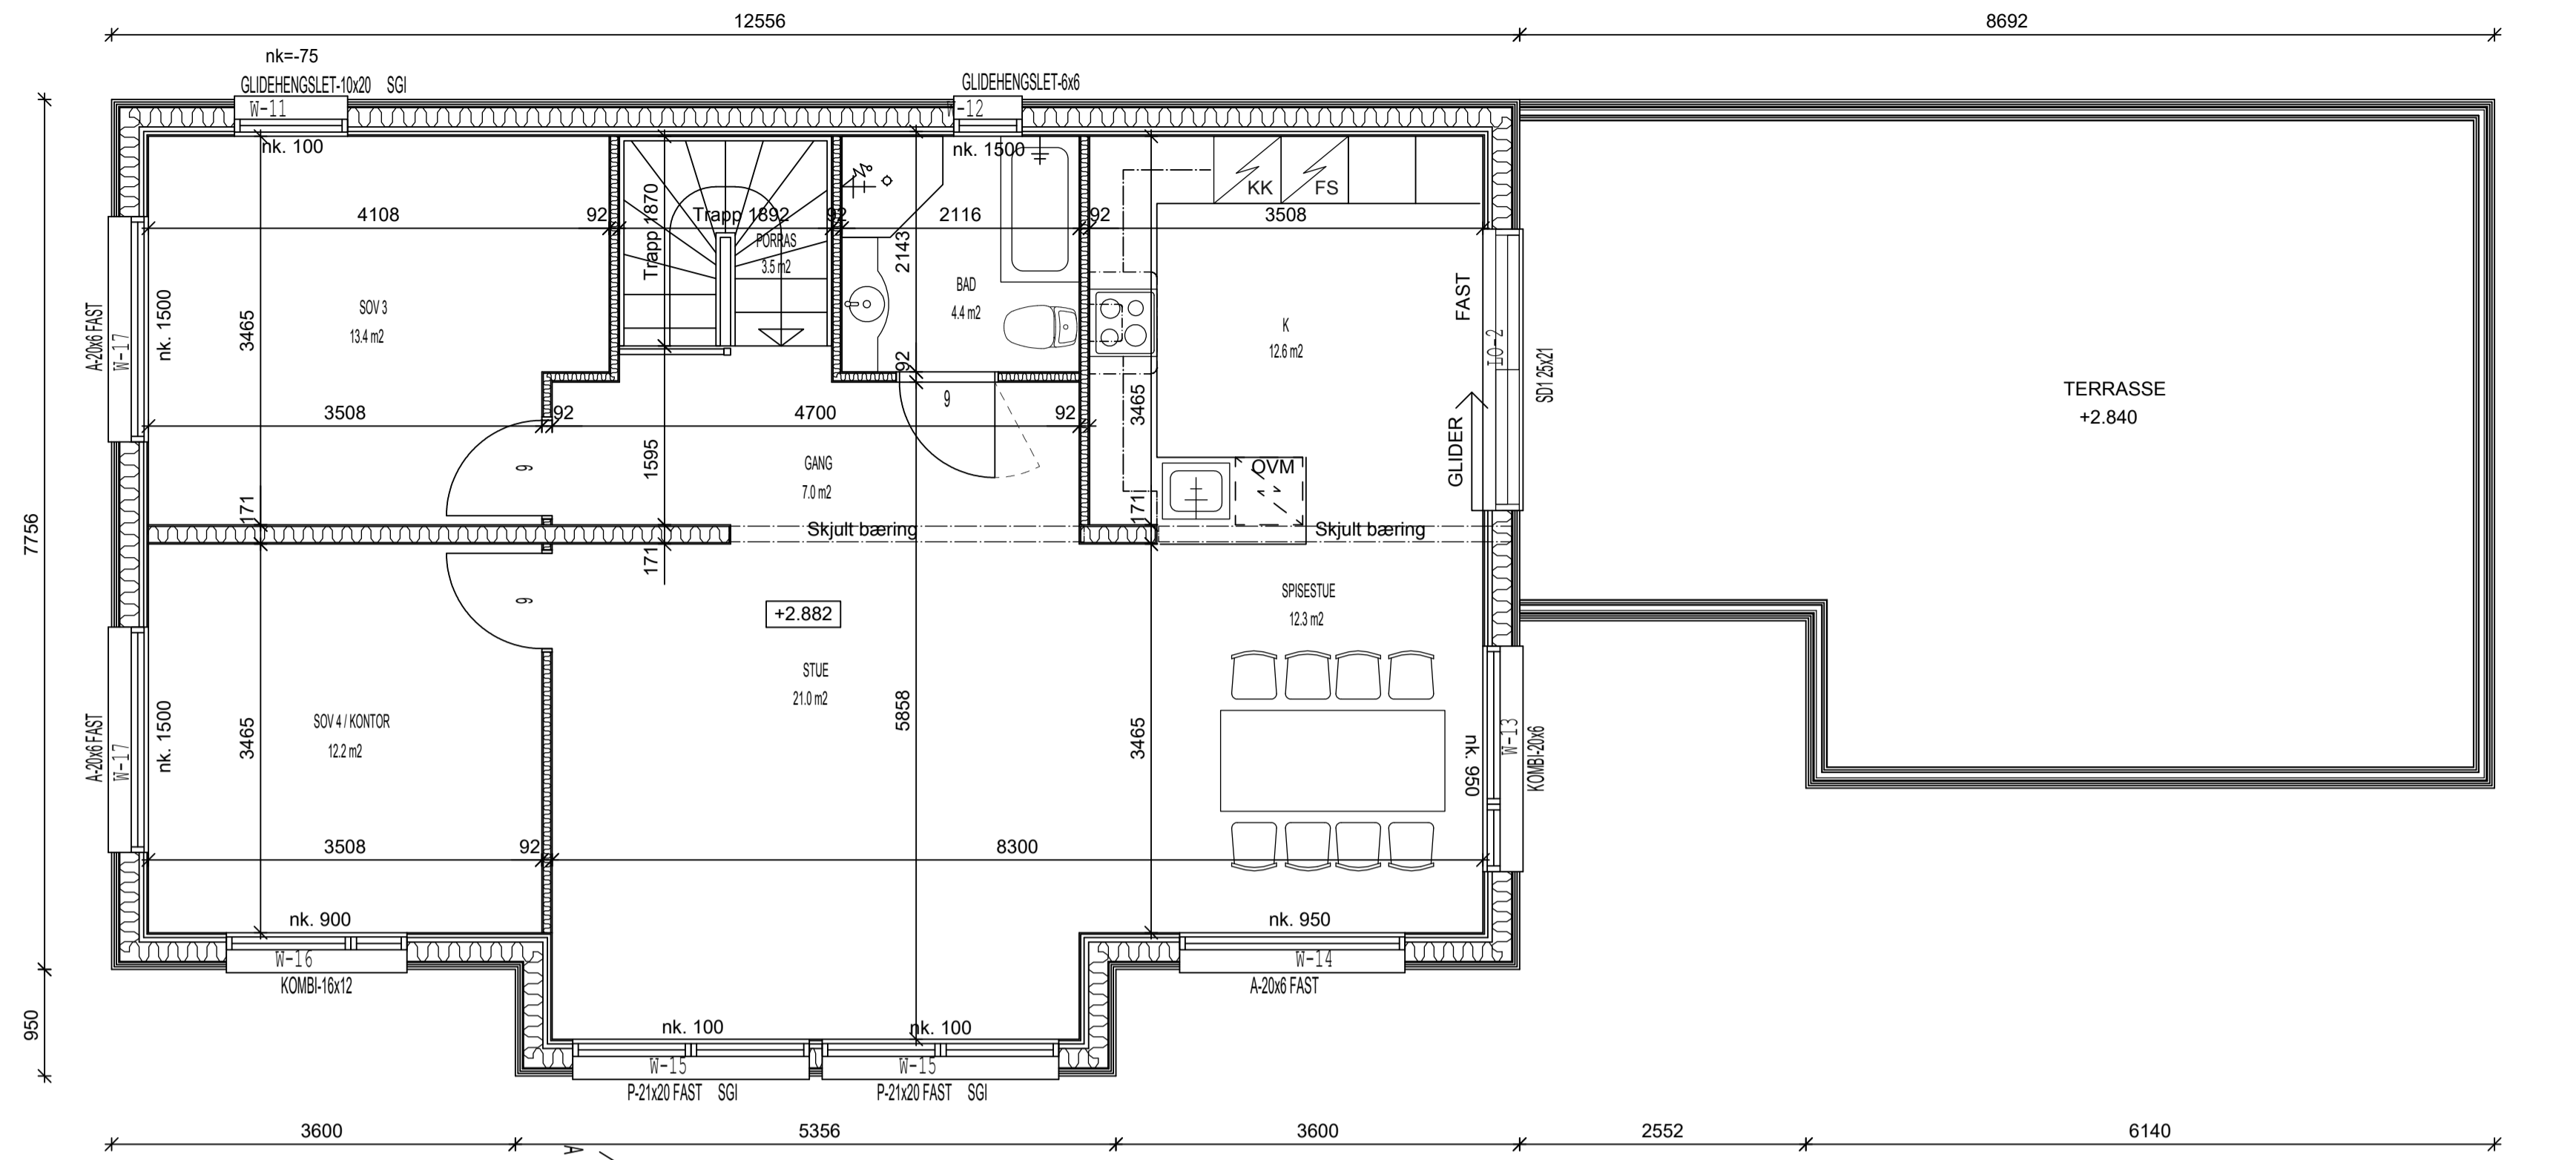 12556
8692
nk=-75
GLIDEHENGSLET-10x20 SGI
GLIDEHENGSLET-6x6
W-11
W-12
nk. 100
nk. 1500
KK
FS
4108
92
Trapp 1892
92
2116
92
3508
Trapp 1870
PORRAS
3.5 m2
2143
BAD
4.4 m2
FAST
LO-2
SD1 25x21
A-20x6 FAST
W-17
nk. 1500
3465
SOV 3
13.4 m2
K
12.6 m2
TERRASSE
+2.840
92
9
3508
92
4700
92
3465
GLIDER
1595
9
GANG
7.0 m2
OVM
7756
171
171
Skjult bæring
Skjult bæring
171
9
SPISESTUE
12.3 m2
+2.882
STUE
21.0 m2
A-20x6 FAST
W-17
nk. 1500
3465
SOV 4 / KONTOR
12.2 m2
5858
3465
nk. 950
W-13
KOMBI-20x6
3508
92
8300
nk. 900
nk. 950
W-16
KOMBI-16x12
W-14
A-20x6 FAST
950
nk. 100
nk. 100
W-15
W-15
P-21x20 FAST SGI
P-21x20 FAST SGI
3600
5356
3600
2552
6140
A